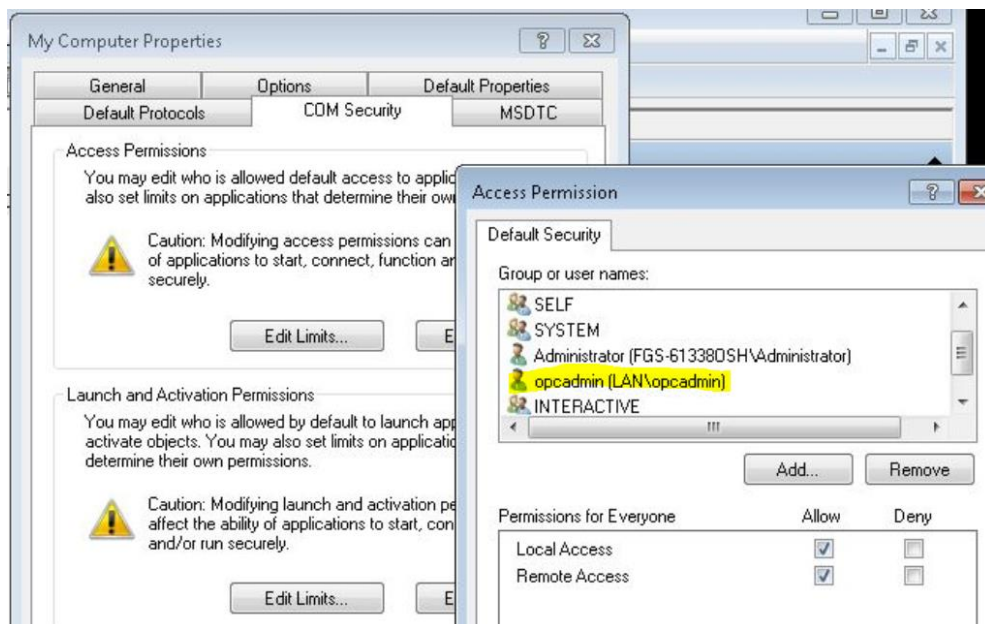 My Computer Properties
General
Options
Default Properties
Default Protocols
COM Security
MSDTC
Access Permissions
You may edit who is allowed default access to applic
also set limits on applications that determine their ow
Caution: Modifying access permissions can
of applications to start, connect, function an
securely.
Edit Limits...
E
Launch and Activation Permissions
You may edit who is allowed by default to launch app
activate objects. You may also set limits on applicatio
determine their own permissions.
Caution: Modifying launch and activation pe
affect the ability of applications to start, con
and/or run securely.
Edit Limits...
E
Access Permission
Default Security
Group or user names:
SELF
SYSTEM
Administrator (FGS-61338OSH\Administrator)
opcadmin (LAN\opcadmin)
INTERACTIVE
Add...
Remove
Permissions for Everyone
Allow
Deny
Local Access
Remote Access